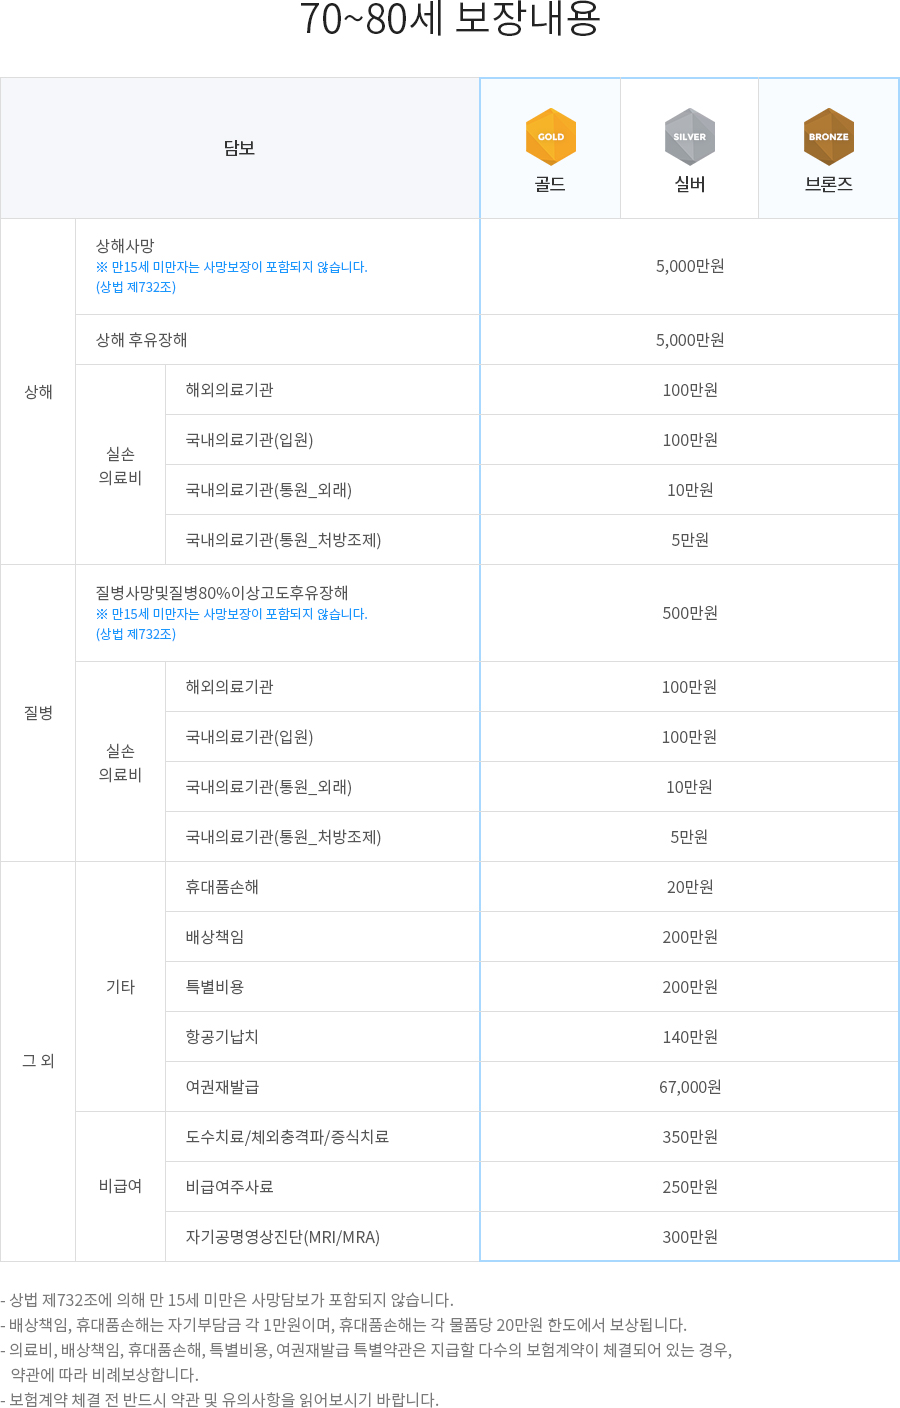 70~80세 보장내용
담보
GOLD
골드
SILVER
실버
BRONZE
브론즈
상해
상해사망
※ 만15세 미만자는 사망보장이 포함되지 않습니다.
(상법 제732조)
5,000만원
상해 후유장해
5,000만원
실손
의료비
해외의료기관
100만원
국내의료기관(입원)
100만원
국내의료기관(통원_외래)
10만원
국내의료기관(통원_처방조제)
5만원
질병
질병사망및질병80%이상고도후유장해
※ 만15세 미만자는 사망보장이 포함되지 않습니다.
(상법 제732조)
500만원
실손
의료비
해외의료기관
100만원
국내의료기관(입원)
100만원
국내의료기관(통원_외래)
10만원
국내의료기관(통원_처방조제)
5만원
그 외
기타
휴대품손해
20만원
배상책임
200만원
특별비용
200만원
항공기납치
140만원
여권재발급
67,000원
비급여
도수치료/체외충격파/증식치료
350만원
비급여주사료
250만원
자기공명영상진단(MRI/MRA)
300만원
- 상법 제732조에 의해 만 15세 미만은 사망담보가 포함되지 않습니다.
- 배상책임, 휴대품손해는 자기부담금 각 1만원이며, 휴대품손해는 각 물품당 20만원 한도에서 보상됩니다.
- 의료비, 배상책임, 휴대품손해, 특별비용, 여권재발급 특별약관은 지급할 다수의 보험계약이 체결되어 있는 경우,
약관에 따라 비례보상합니다.
- 보험계약 체결 전 반드시 약관 및 유의사항을 읽어보시기 바랍니다.